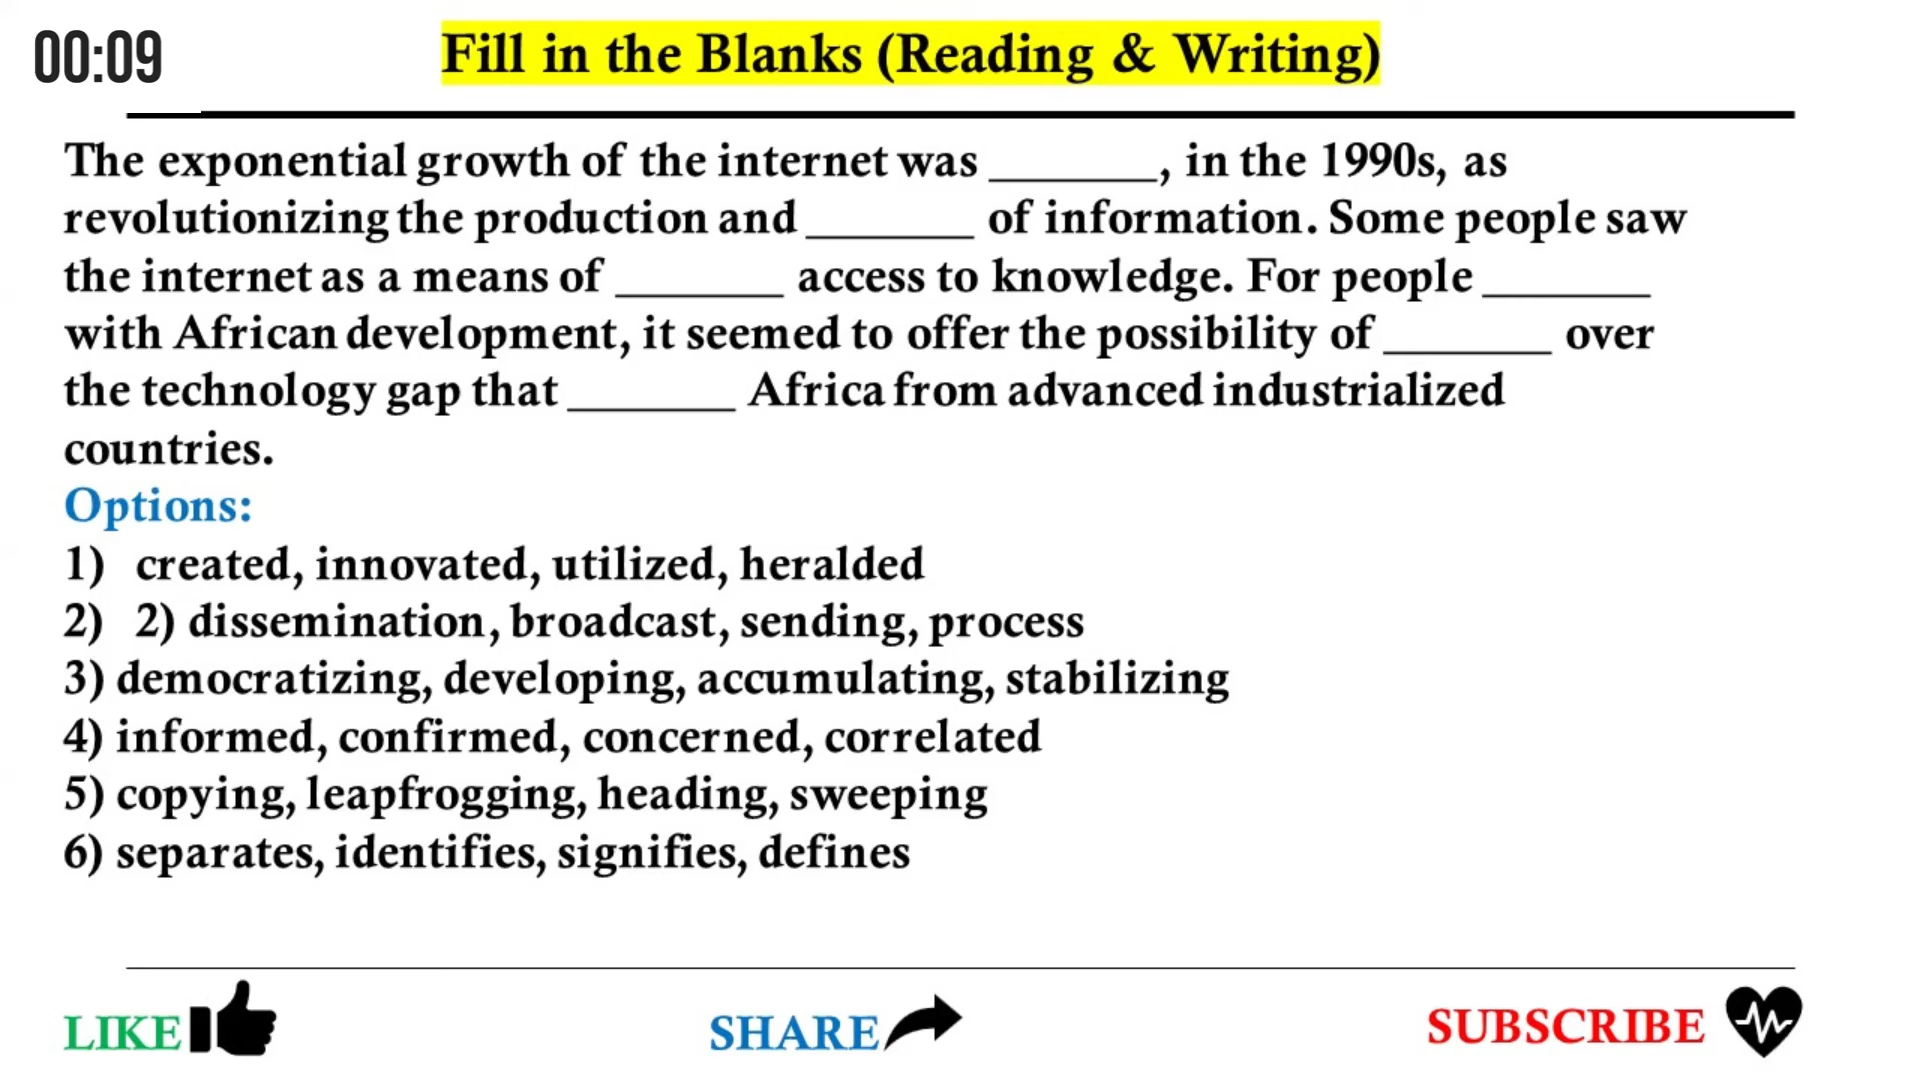 00:09
Fill in the Blanks (Reading & Writing)
The exponential growth of the internet was _______, in the 1990s, as
revolutionizing the production and _______ of information. Some people saw
the internet as a means of _______ access to knowledge. For people _______
with African development, it seemed to offer the possibility of _______ over
the technology gap that _______ Africa from advanced industrialized
countries.
Options:
1) created, innovated, utilized, heralded
2) 2) dissemination, broadcast, sending, process
3) democratizing, developing, accumulating, stabilizing
4) informed, confirmed, concerned, correlated
5) copying, leapfrogging, heading, sweeping
6) separates, identifies, signifies, defines
LIKE SHARE SUBSCRIBE